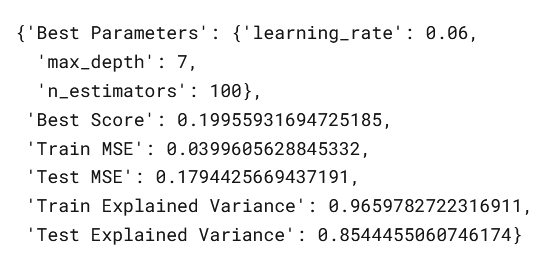 {'Best Parameters': {'learning_rate': 0.06,
'max_depth': 7,
'n_estimators': 100},
'Best Score': 0.19955931694725185,
'Train MSE': 0.0399605628845332,
'Test MSE': 0.1794425669437191,
'Train Explained Variance': 0.9659782722316911,
'Test Explained Variance': 0.8544455060746174}